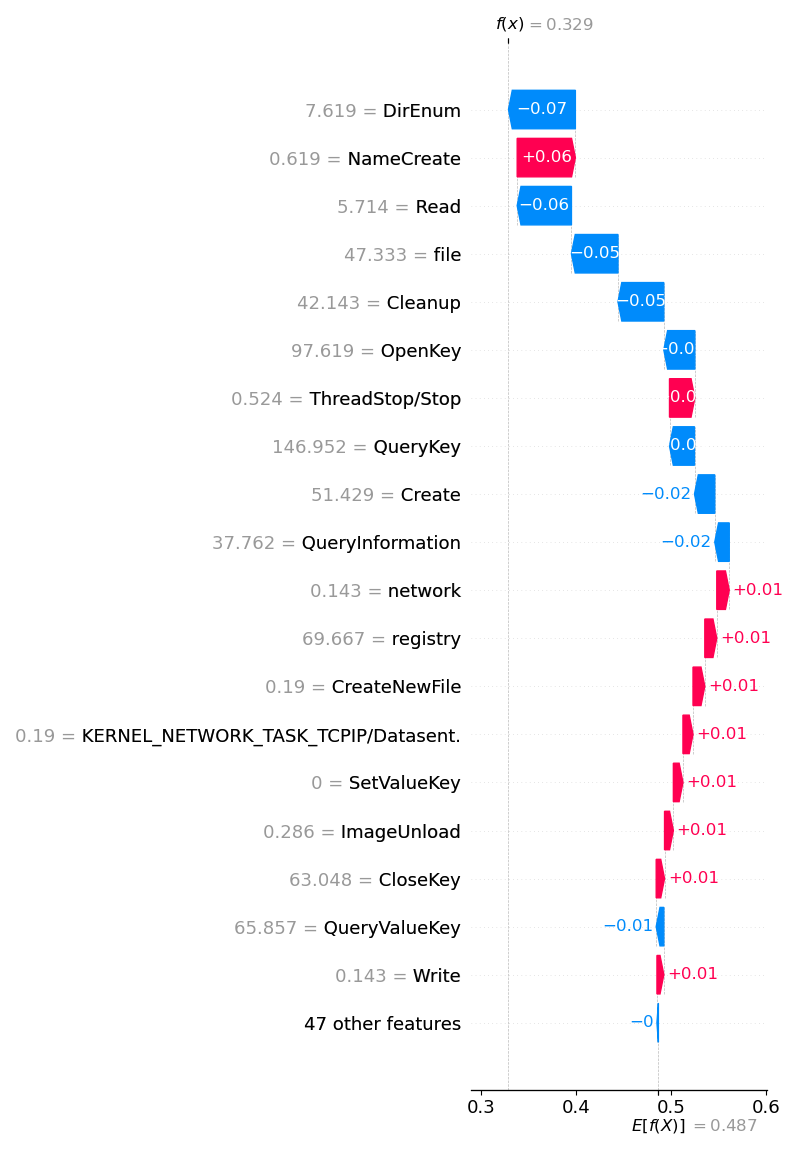 f(x) = 0.329
7.619 = DirEnum −0.07
0.619 = NameCreate +0.06
5.714 = Read −0.06
47.333 = file −0.05
42.143 = Cleanup −0.05
97.619 = OpenKey
0.524 = ThreadStop/Stop
146.952 = QueryKey
51.429 = Create −0.02
37.762 = QueryInformation −0.02
0.143 = network +0.01
69.667 = registry +0.01
0.19 = CreateNewFile +0.01
0.19 = KERNEL_NETWORK_TASK_TCPIP/Datasent. +0.01
0 = SetValueKey +0.01
0.286 = ImageUnload +0.01
63.048 = CloseKey +0.01
65.857 = QueryValueKey −0.01
0.143 = Write +0.01
47 other features −0
0.3 0.4 0.5 0.6
E[f(X)] = 0.487